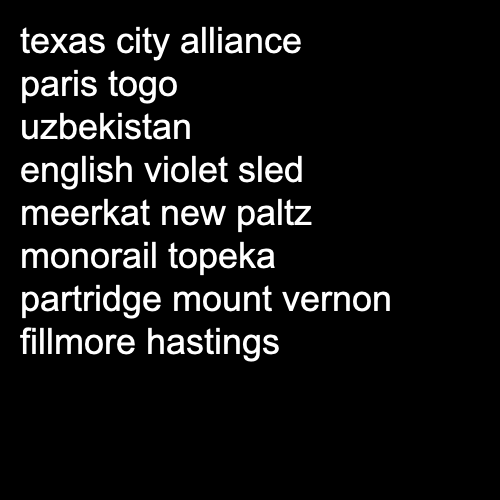 texas city alliance
paris togo
uzbekistan
english violet sled
meerkat new paltz
monorail topeka
partridge mount vernon
fillmore hastings